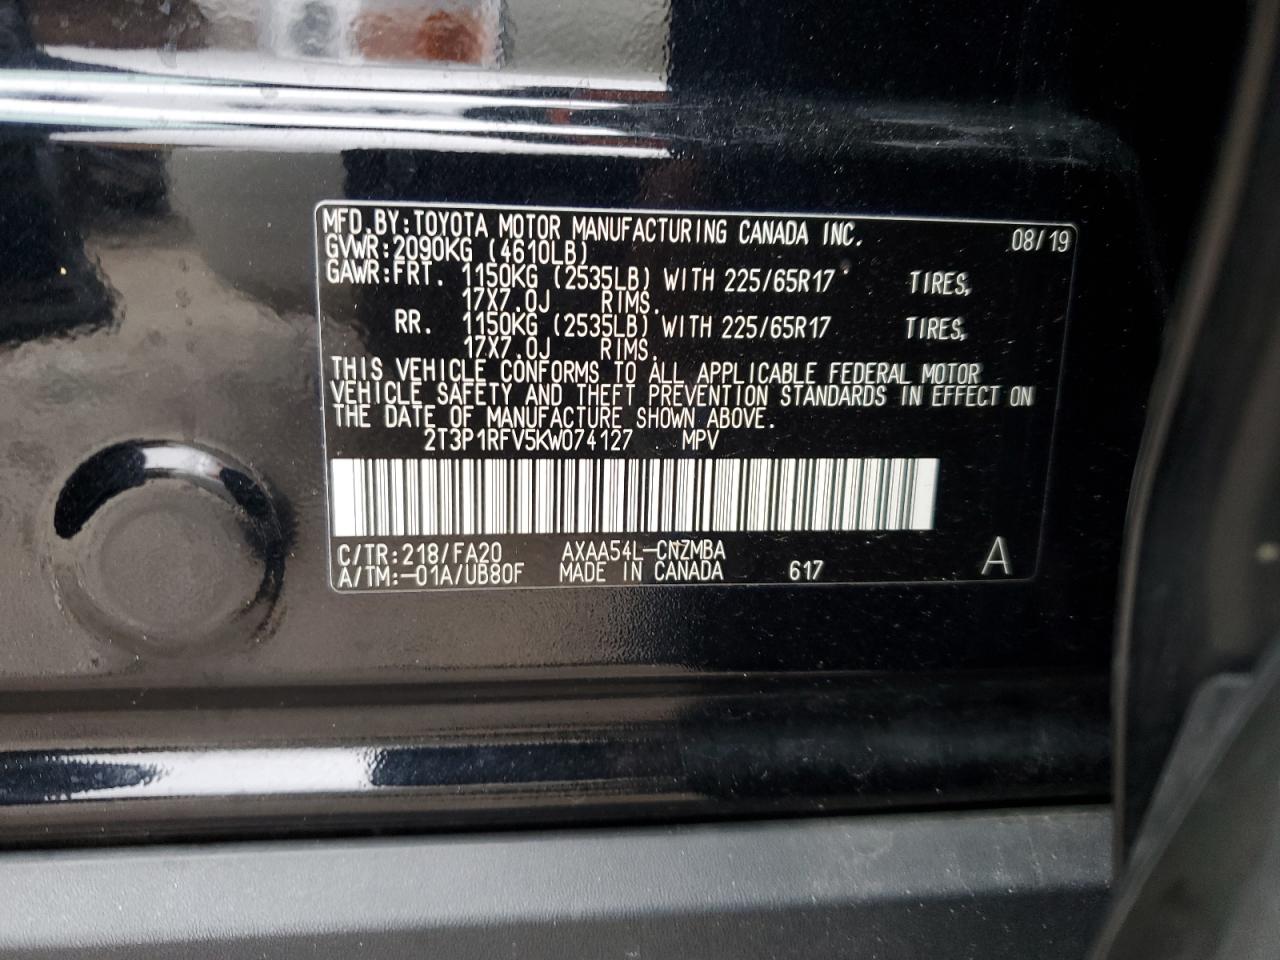 MFD.BY:TOYOTA MOTOR MANUFACTURING CANADA INC. 08/19
GVWR:2090KG (4610LB)
GAWR:FRT. 1150KG (2535LB) WITH 225/65R17 TIRES,
17X7.0J RIMS.
RR. 1150KG (2535LB) WITH 225/65R17 TIRES,
17X7.0J RIMS.
THIS VEHICLE CONFORMS TO ALL APPLICABLE FEDERAL MOTOR
VEHICLE SAFETY AND THEFT PREVENTION STANDARDS IN EFFECT ON
THE DATE OF MANUFACTURE SHOWN ABOVE.
2T3P1RFV5KW074127 MPV
C/TR:218/FA20 AXAA54L-CNZMBA
A/TM:-01A/UB80F MADE IN CANADA 617 A